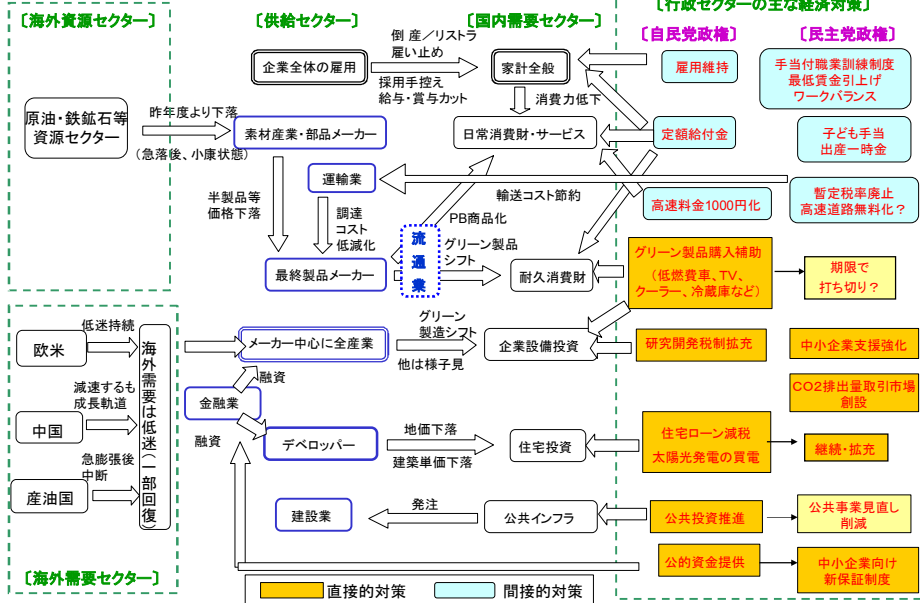 〔海外資源セクター〕
〔供給セクター〕
〔国内需要セクター〕
〔行政セクターの主な経済対策〕
〔自民党政権〕
〔民主党政権〕
倒 産／リストラ
雇い止め
企業全体の雇用
採用手控え
給与・賞与カット
家計全般
消費力低下
雇用維持
手当付職業訓練制度
最低賃金引上げ
ワークバランス
原油・鉄鉱石等
資源セクター
昨年度より下落
（急落後、小康状態）
素材産業・部品メーカー
日常消費財・サービス
定額給付金
子ども手当
出産一時金
半製品等
価格下落
運輸業
輸送コスト節約
高速料金1000円化
暫定税率廃止
高速道路無料化？
調達
コスト
低減化
PB商品化
流
通
業
グリーン製品
シフト
最終製品メーカー
耐久消費財
グリーン製品購入補助
（低燃費車、TV、
クーラー、冷蔵庫など）
期限で
打ち切り？
欧米
低迷持続
中国
減速するも
成長軌道
産油国
急膨張後
中断
海外需要は低迷（一部回復）
〔海外需要セクター〕
メーカー中心に全産業
グリーン
製造シフト
他は様子見
企業設備投資
研究開発税制拡充
中小企業支援強化
CO2排出量取引市場
創設
融資
金融業
融資
デベロッパー
地価下落
建築単価下落
住宅投資
住宅ローン減税
太陽光発電の買電
継続・拡充
建設業
発注
公共インフラ
公共投資推進
公共事業見直し
削減
公的資金提供
中小企業向け
新保証制度
直接的対策
間接的対策